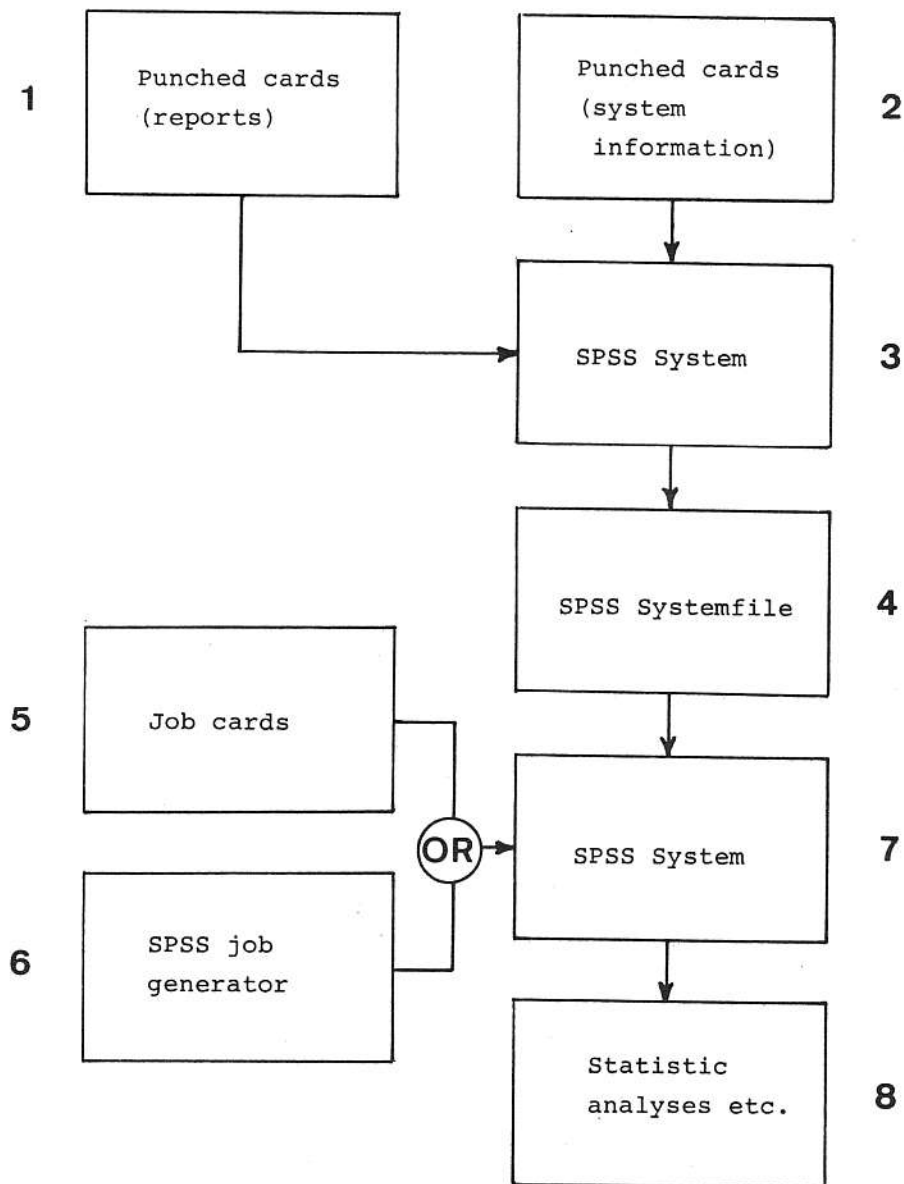 1
Punched cards
(reports)
Punched cards
(system
information)
2
SPSS System
3
SPSS Systemfile
4
5
Job cards
OR
SPSS System
7
6
SPSS job
generator
Statistic
analyses etc.
8